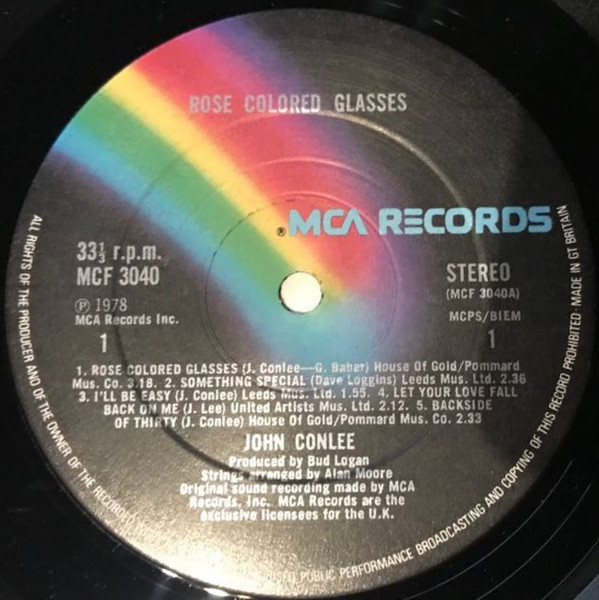 ROSE COLORED GLASSES
®MCA RECORDS
33⅓ r.p.m.
MCF 3040
℗ 1978
MCA Records Inc.
1
STEREO
(MCF 3040A)
MCPS/BIEM
1
1. ROSE COLORED GLASSES (J. Conlee—G. Baber) House Of Gold/Pommard
Mus. Co. 3.18. 2. SOMETHING SPECIAL (Dave Loggins) Leeds Mus. Ltd. 2.36
3. I'LL BE EASY (J. Conlee) Leeds Mus. Ltd. 1.55. 4. LET YOUR LOVE FALL
BACK ON ME (J. Lee) United Artists Mus. Ltd. 2.12. 5. BACKSIDE
OF THIRTY (J. Conlee) House Of Gold/Pommard Mus. Co. 2.33
JOHN CONLEE
Produced by Bud Logan
Strings arranged by Alan Moore
Original sound recording made by MCA
Records, Inc. MCA Records are the
exclusive licensees for the U.K.
ALL RIGHTS OF THE PRODUCER AND OF THE OWNER OF THE RECORDED PUBLIC PERFORMANCE BROADCASTING AND COPYING OF THIS RECORD PROHIBITED · MADE IN GT BRITAIN